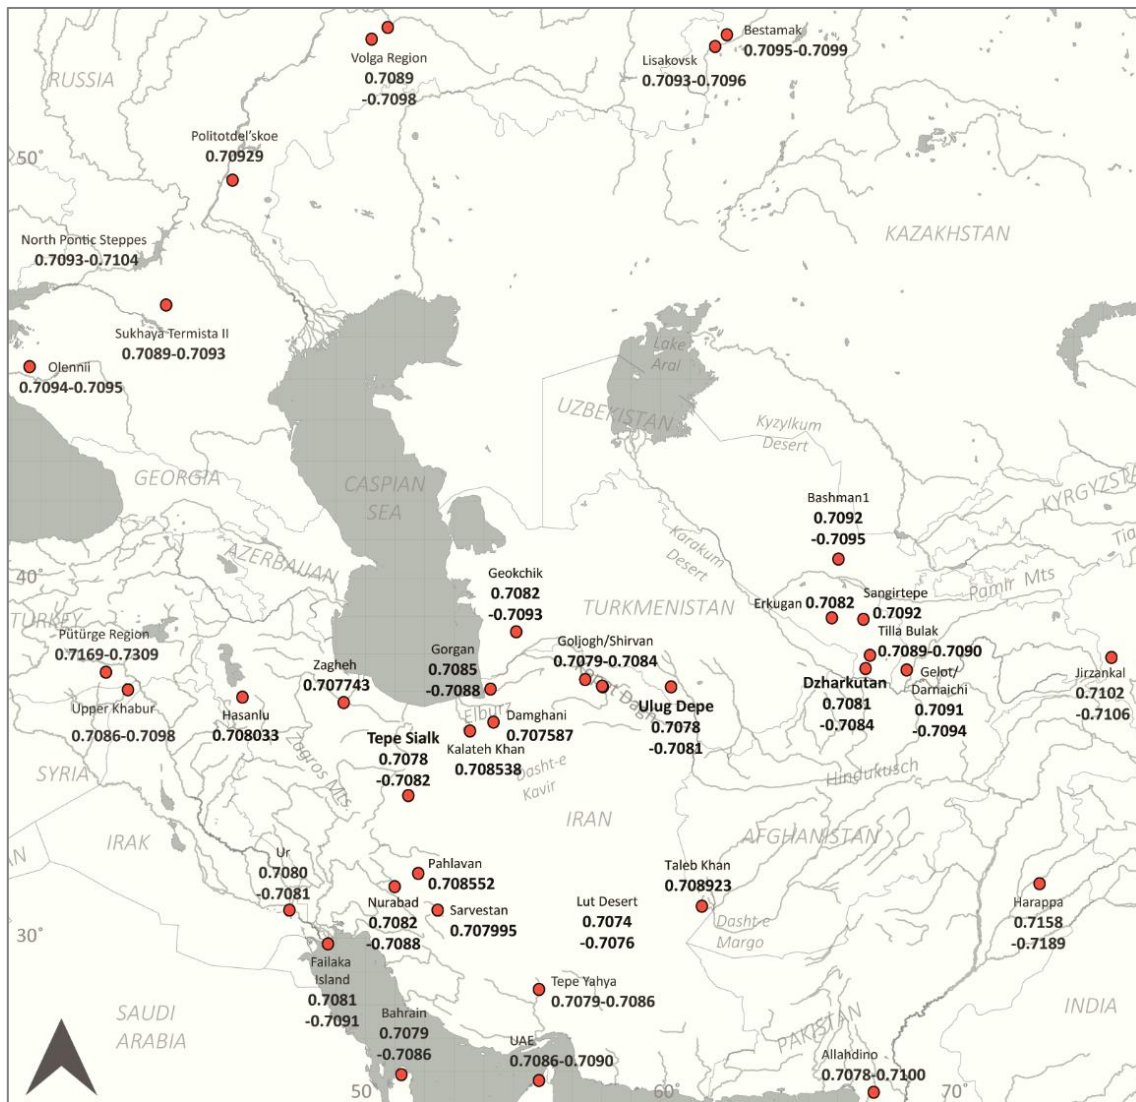 Bestamak
0.7095-0.7099
Volga Region
0.7089
-0.7098
Lisakovsk
0.7093-0.7096
RUSSIA
Politotdel'skoe
0.70929
50°
North Pontic Steppes
0.7093-0.7104
KAZAKHSTAN
Sukhaya Termista II
0.7089-0.7093
Olennii
0.7094-0.7095
Lake
Aral
UZBEKISTAN
Kyzylkum
Desert
GEORGIA
CASPIAN
SEA
Bashman1
0.7092
-0.7095
KYRGYZSTA
Karakum
Desert
AZERBAIJAN
Tia
40°
Geokchik
0.7082
-0.7093
Pamir Mts
TURKEY
TURKMENISTAN
Erkugan 0.7082
Sangirtepe
0.7092
Pütürge Region
0.7169-0.7309
Tilla Bulak
0.7089-0.7090
Gorgan
0.7085
-0.7088
Goljogh/Shirvan
0.7079-0.7084
Zagheh
0.707743
Dzharkutan
0.7081
-0.7084
Gelot/
Darnaichi
0.7091
-0.7094
Jirzankal
0.7102
-0.7106
Upper Khabur
0.7086-0.7098
Hasanlu
0.708033
Elburz
Damghani
0.707587
Ulug Depe
0.7078
-0.7081
Tepe Sialk
0.7078
-0.7082
Kalateh Khan
0.708538
Dasht-e
Kavir
Zagros Mts.
SYRIA
Hindukusch
IRAN
AFGHANISTAN
IRAK
AN
Ur
0.7080
-0.7081
Pahlavan
0.708552
Taleb Khan
0.708923
Nurabad
0.7082
-0.7088
Sarvestan
0.707995
Lut Desert
0.7074
-0.7076
Dasht-e
Margo
Harappa
0.7158
-0.7189
30°
Failaka
Island
0.7081
-0.7091
Tepe Yahya
0.7079-0.7086
SAUDI
ARABIA
Bahrain
0.7079
-0.7086
UAE
0.7086-0.7090
PAKISTAN
INDIA
Allahdino
0.7078-0.7100
50°
60°
70°